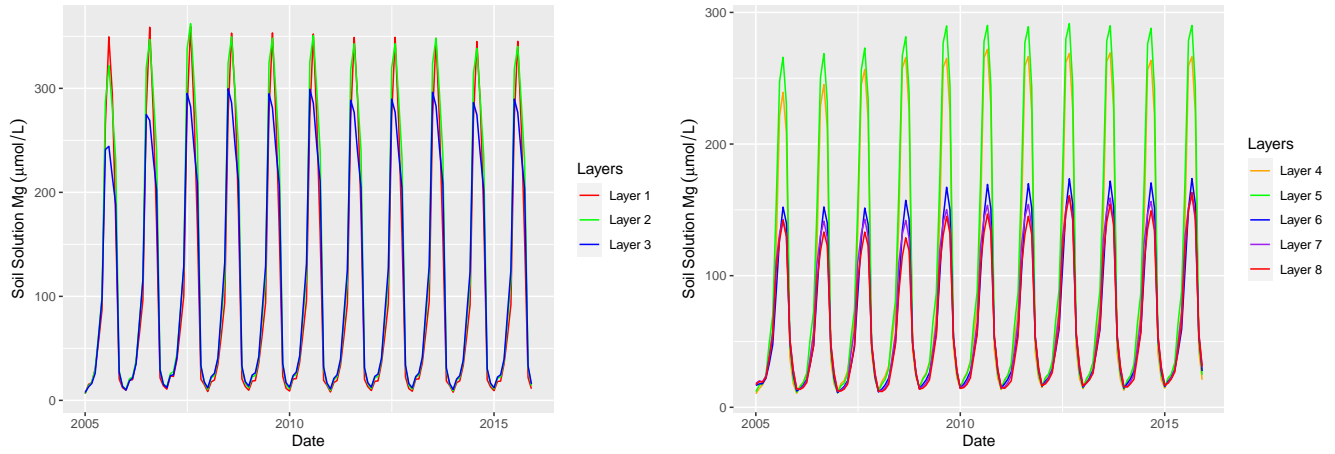 Soil Solution Mg (μmol/L)
300
200
100
0
2005
2010
2015
Date
Layers
Layer 1
Layer 2
Layer 3
Soil Solution Mg (μmol/L)
300
200
100
0
2005
2010
2015
Date
Layers
Layer 4
Layer 5
Layer 6
Layer 7
Layer 8